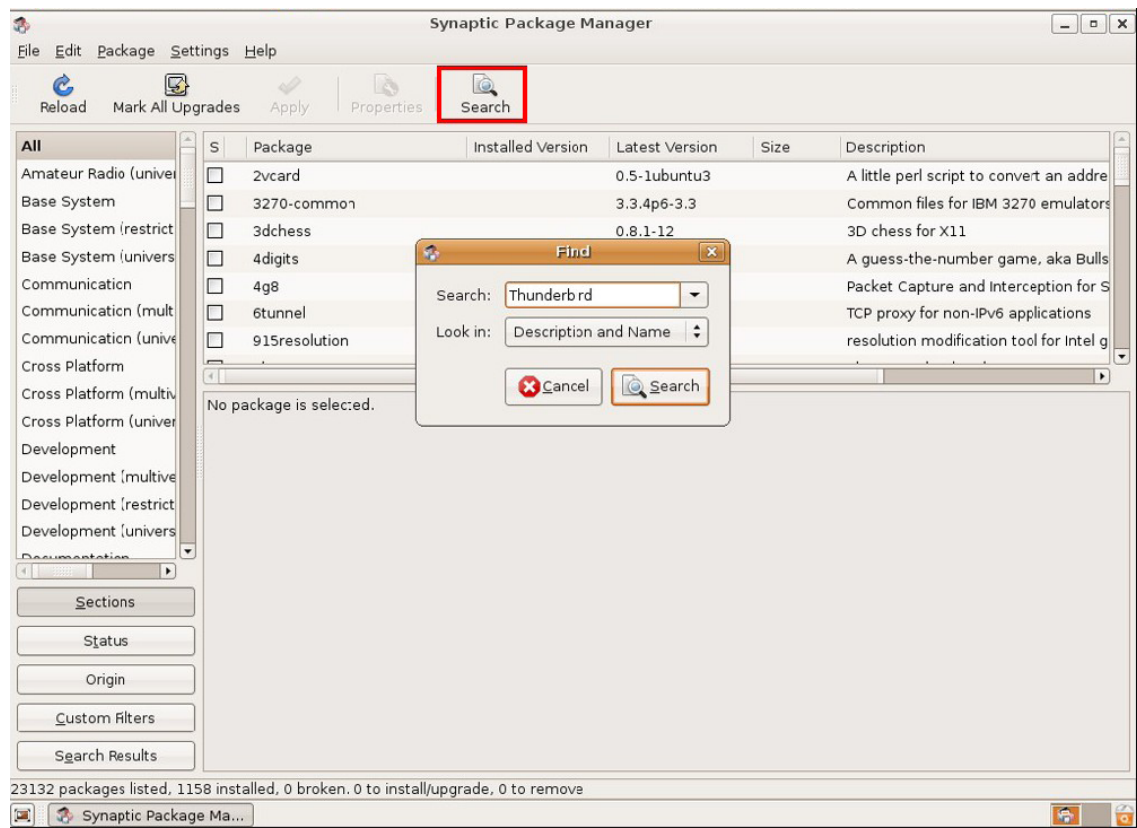 Synaptic Package Manager
File Edit Package Settings Help
Reload Mark All Upgrades Apply Properties Search
All
Amateur Radio (univer
Base System
Base System (restrict
Base System (univers
Communication
Communication (mult
Communication (unive
Cross Platform
Cross Platform (multiv
Cross Platform (univer
Development
Development (multive
Development (restrict
Development (univers
Documentation
S Package Installed Version Latest Version Size Description
2vcard 0.5-1ubuntu3 A little perl script to convert an addre
3270-common 3.3.4p6-3.3 Common files for IBM 3270 emulators
3dchess 0.8.1-12 3D chess for X11
4digits A guess-the-number game, aka Bulls
4g8 Packet Capture and Interception for S
6tunnel TCP proxy for non-IPv6 applications
915resolution resolution modification tool for Intel g
Find
Search: Thunderbird
Look in: Description and Name
Cancel Search
No package is selected.
Sections
Status
Origin
Custom Filters
Search Results
23132 packages listed, 1158 installed, 0 broken. 0 to install/upgrade, 0 to remove
Synaptic Package Ma...